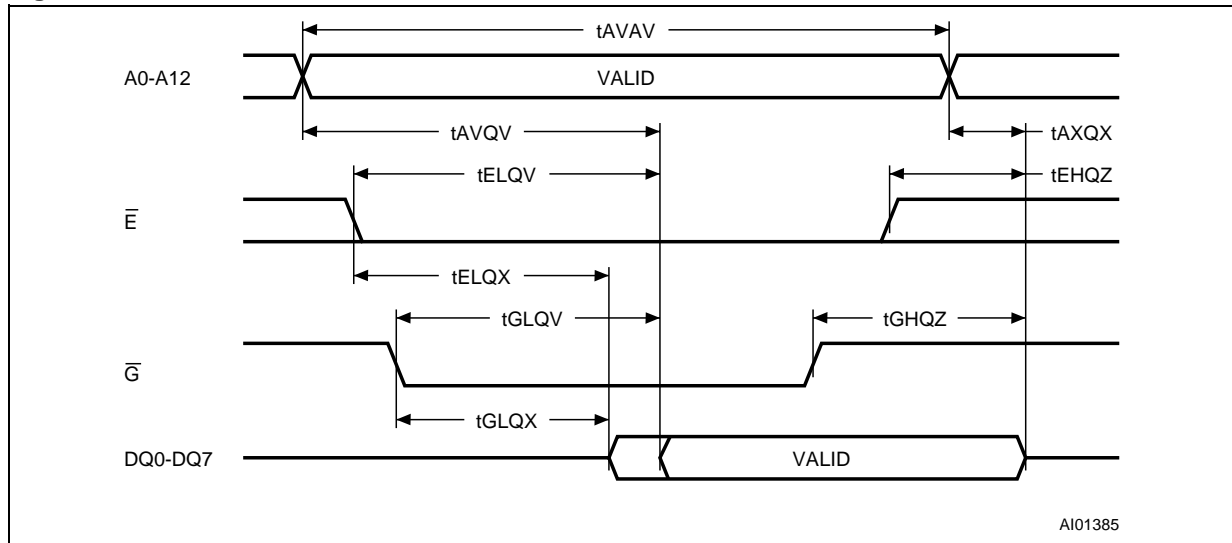 tAVAV
A0-A12
VALID
tAVQV
tAXQX
tELQV
tEHQZ
E̅
tELQX
tGLQV
tGHQZ
G̅
tGLQX
DQ0-DQ7
VALID
AI01385